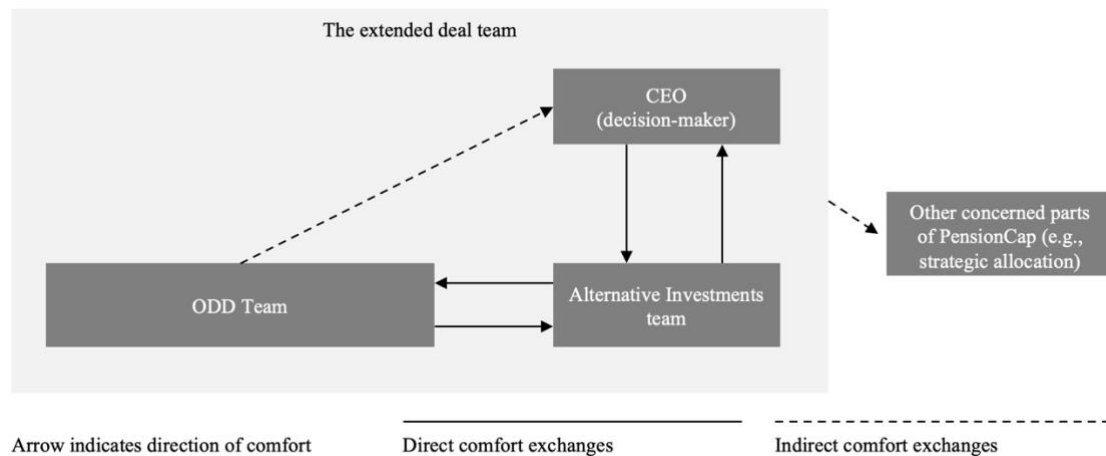 The extended deal team
CEO
(decision-maker)
Other concerned parts
of PensionCap (e.g.,
strategic allocation)
ODD Team
Alternative Investments
team
Arrow indicates direction of comfort
Direct comfort exchanges
Indirect comfort exchanges